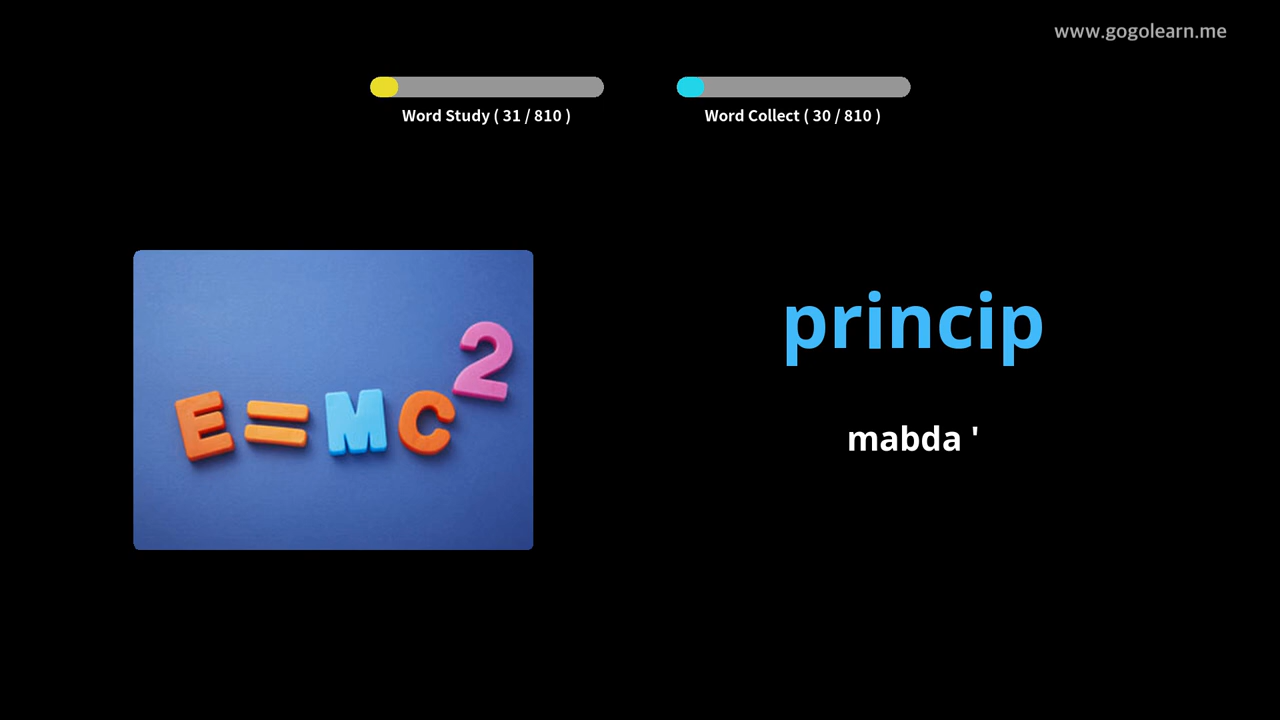 www.gogolearn.me
Word Study ( 31 / 810 )
Word Collect ( 30 / 810 )
E=MC2
princip
mabda '